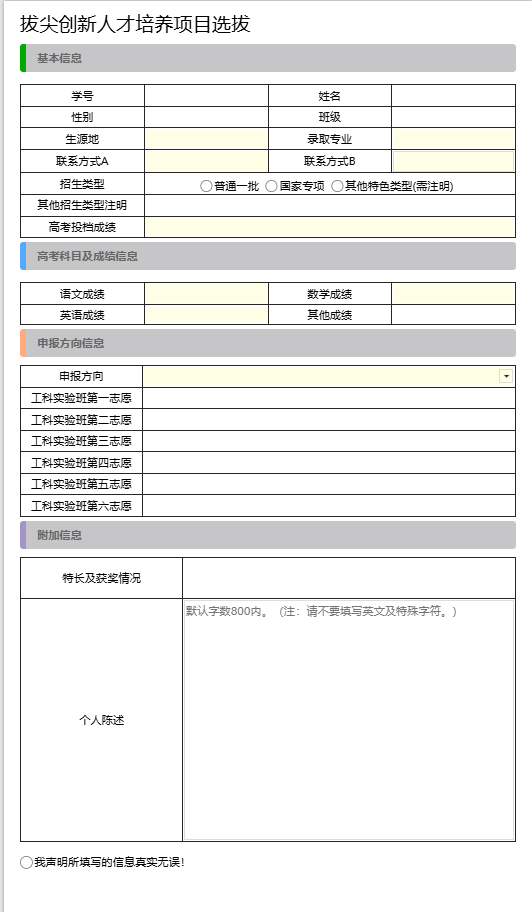 拔尖创新人才培养项目选拔
基本信息
学号 姓名
性别 班级
生源地 录取专业
联系方式A 联系方式B
招生类型 普通一批 国家专项 其他特色类型(需注明)
其他招生类型注明
高考投档成绩
高考科目及成绩信息
语文成绩 数学成绩
英语成绩 其他成绩
申报方向信息
申报方向
工科实验班第一志愿
工科实验班第二志愿
工科实验班第三志愿
工科实验班第四志愿
工科实验班第五志愿
工科实验班第六志愿
附加信息
特长及获奖情况
默认字数800内。（注：请不要填写英文及特殊字符。）
个人陈述
我声明所填写的信息真实无误！